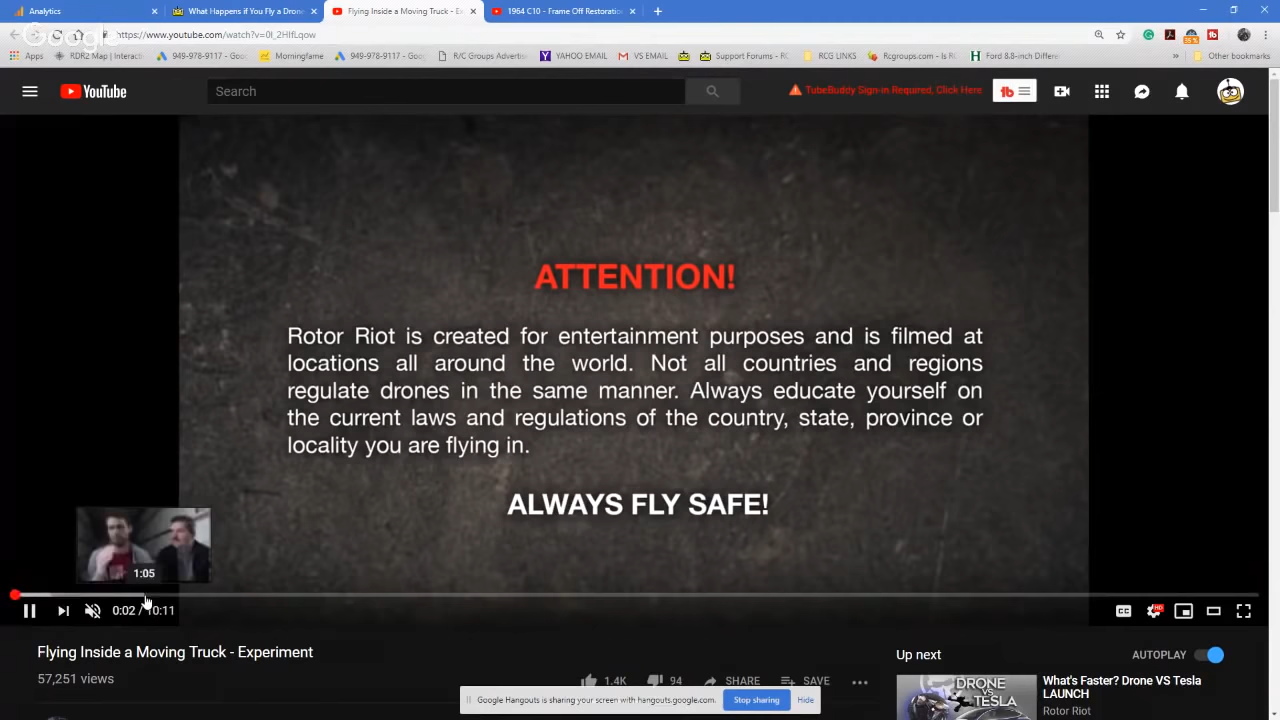 Analytics
What Happens if You Fly a Drone
Flying Inside a Moving Truck - Ex
1964 C10 - Frame Off Restoratio
Google
https://www.youtube.com/watch?v=0I_2HlfLqow
Apps
RDR2 Map | Interacti
949-978-9117 - Goo
Morningfame
949-978-9117 - Goo
R/C Groups Advertis
YAHOO EMAIL
VS EMAIL
Support Forums - RC
RCG LINKS
Rcgroups.com - Is R
Ford 8.8-inch Differe
»
Other bookmarks
YouTube
Search
TubeBuddy Sign-in Required, Click Here
tb
ATTENTION!
Rotor Riot is created for entertainment purposes and is filmed at
locations all around the world. Not all countries and regions
regulate drones in the same manner. Always educate yourself on
the current laws and regulations of the country, state, province or
locality you are flying in.
ALWAYS FLY SAFE!
1:05
0:02 / 10:11
CC
HD
Flying Inside a Moving Truck - Experiment
57,251 views
1.4K
94
SHARE
SAVE
Up next
AUTOPLAY
DRONE
VS
TESLA
What's Faster? Drone VS Tesla
LAUNCH
Rotor Riot
Google Hangouts is sharing your screen with hangouts.google.com.
Stop sharing
Hide